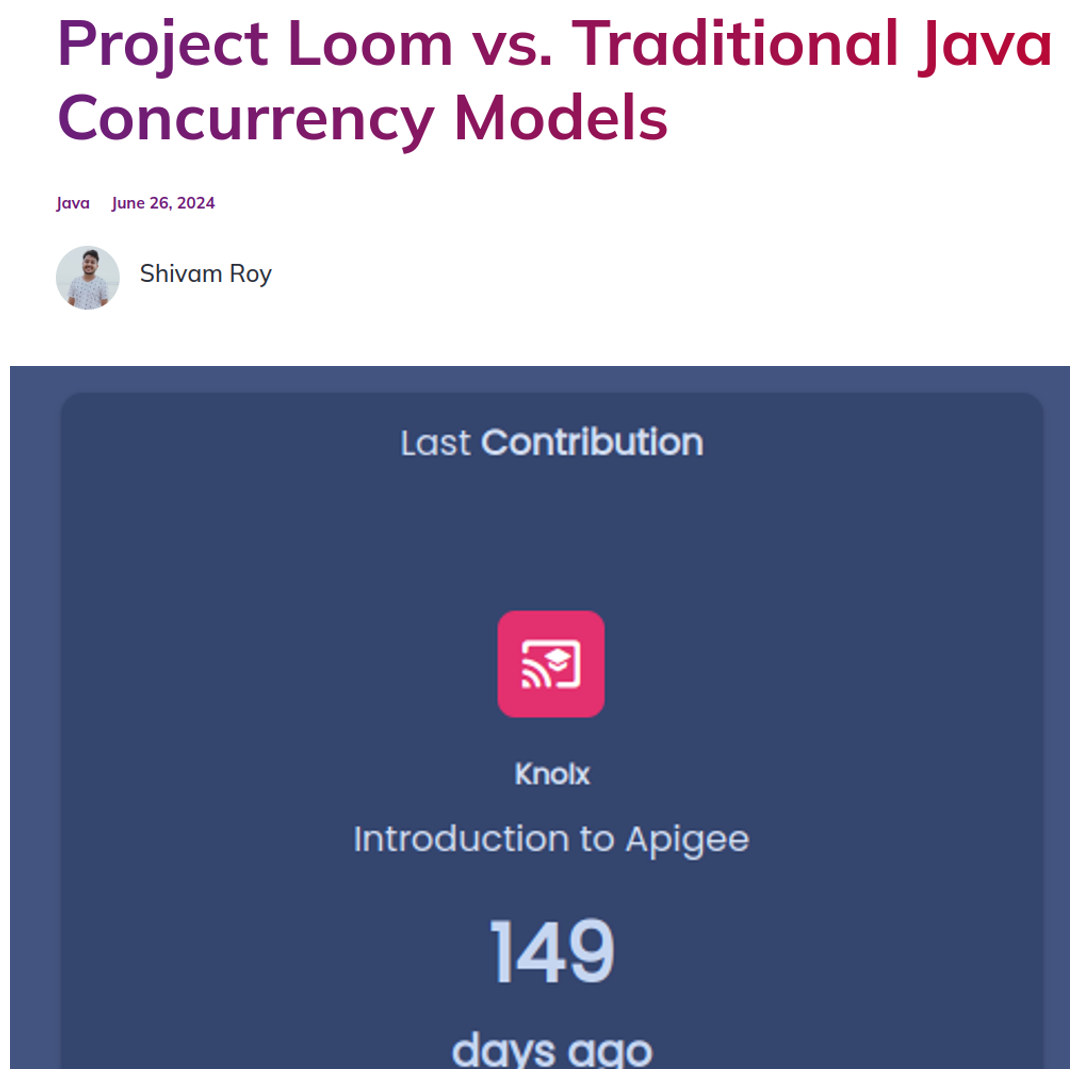 Project Loom vs. Traditional Java
Concurrency Models
Java June 26, 2024
Shivam Roy
Last Contribution
Knolx
Introduction to Apigee
149
days ago